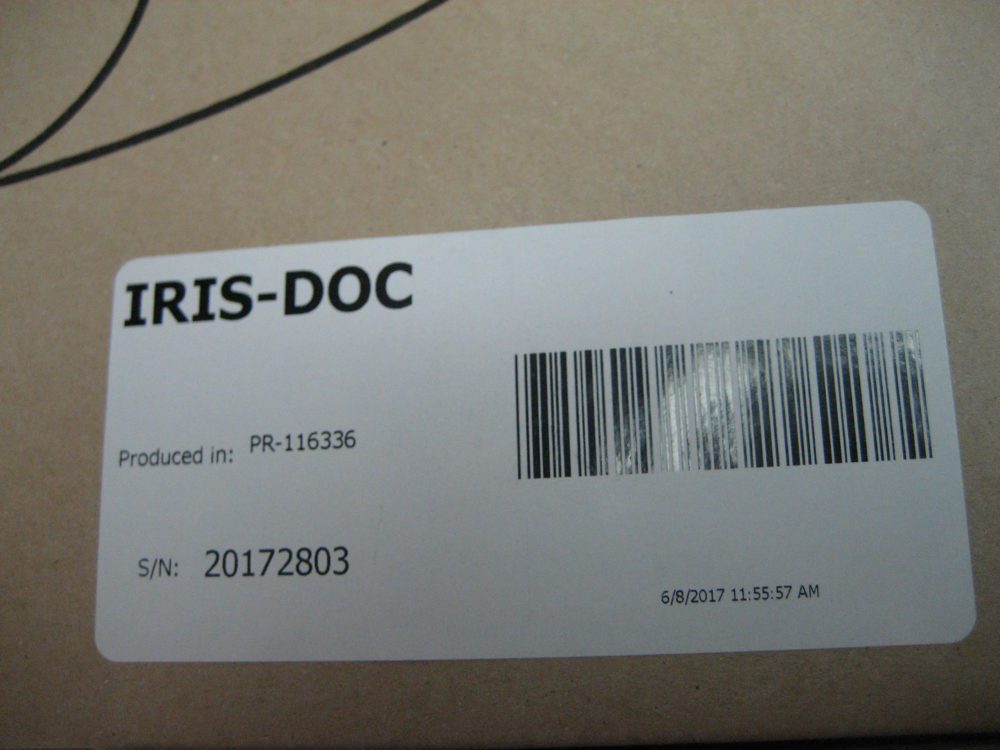 IRIS-DOC
Produced in: PR-116336
S/N: 20172803
6/8/2017 11:55:57 AM